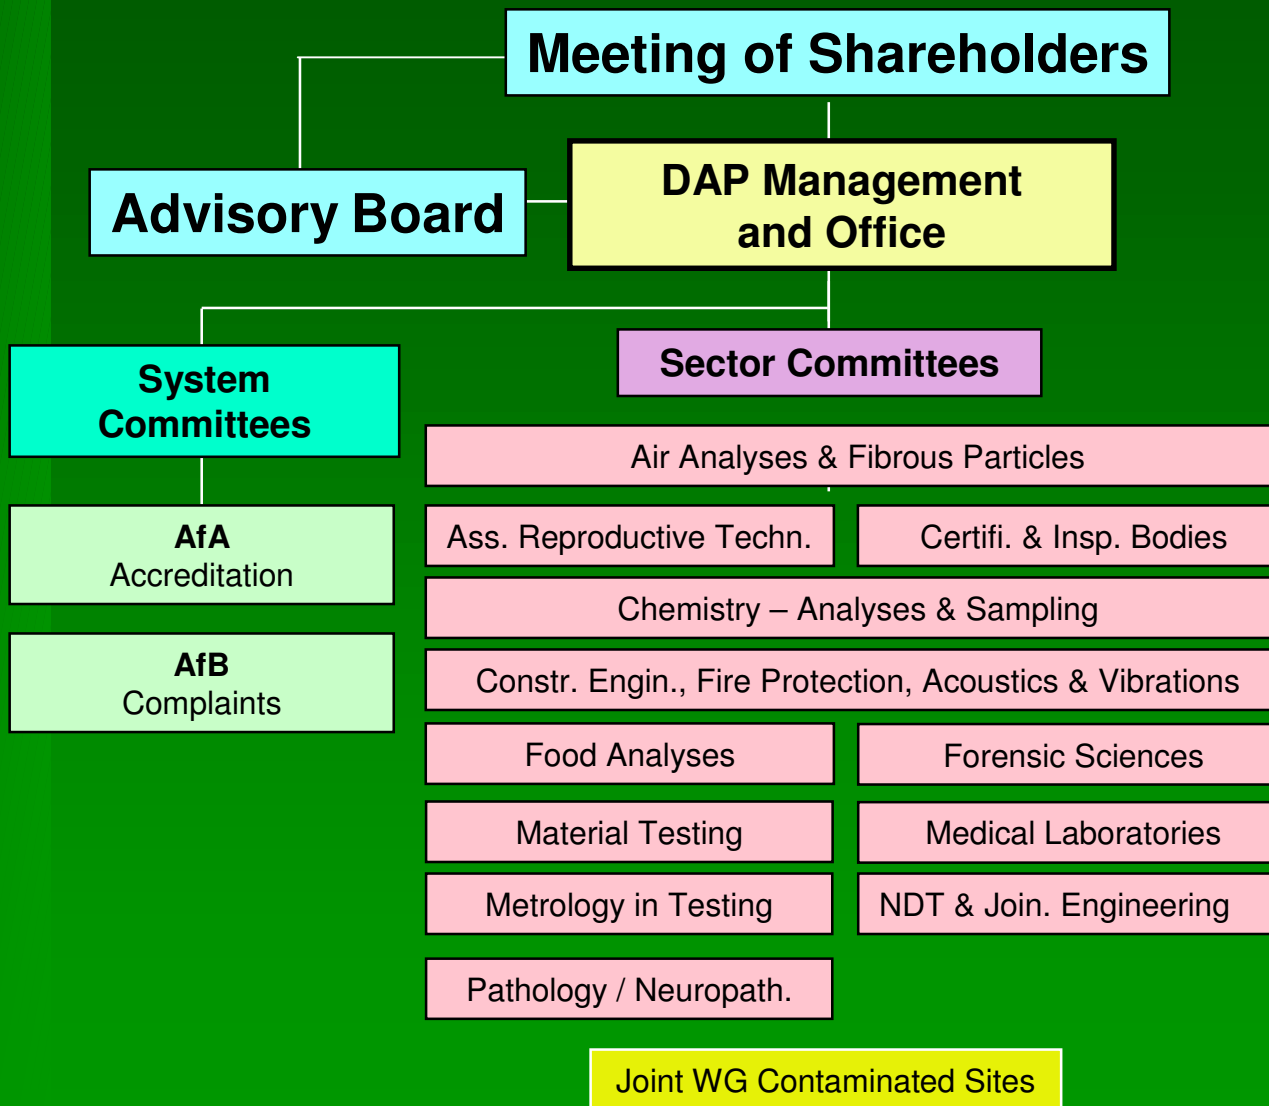 Meeting of Shareholders
Advisory Board
DAP Management
and Office
System
Committees
Sector Committees
AfA
Accreditation
AfB
Complaints
Air Analyses & Fibrous Particles
Ass. Reproductive Techn.
Certifi. & Insp. Bodies
Chemistry – Analyses & Sampling
Constr. Engin., Fire Protection, Acoustics & Vibrations
Food Analyses
Forensic Sciences
Material Testing
Medical Laboratories
Metrology in Testing
NDT & Join. Engineering
Pathology / Neuropath.
Joint WG Contaminated Sites